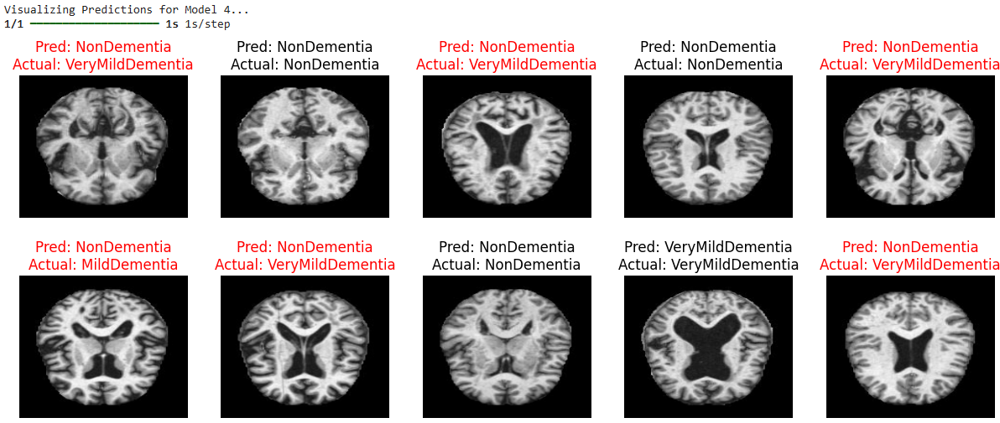 Visualizing Predictions for Model 4...
1/1 ━━━━━━━━━━━━━━━━━━━━ 1s 1s/step
Pred: NonDementia
Actual: VeryMildDementia
Pred: NonDementia
Actual: NonDementia
Pred: NonDementia
Actual: VeryMildDementia
Pred: NonDementia
Actual: NonDementia
Pred: NonDementia
Actual: VeryMildDementia
Pred: NonDementia
Actual: MildDementia
Pred: NonDementia
Actual: VeryMildDementia
Pred: NonDementia
Actual: NonDementia
Pred: VeryMildDementia
Actual: VeryMildDementia
Pred: NonDementia
Actual: VeryMildDementia